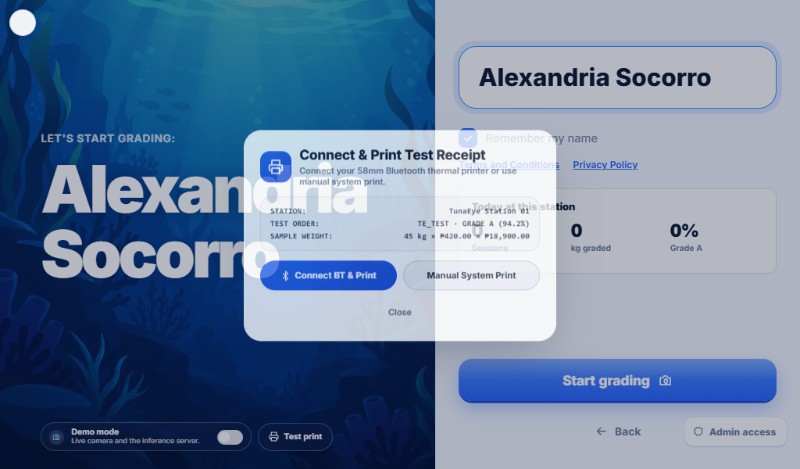 LET'S START GRADING:
Alexandria
Socorro
Demo mode
Live camera and the inference server.
Test print
Connect & Print Test Receipt
Connect your 58mm Bluetooth thermal printer or use
manual system print.
STATION: TunaEye Station 01
TEST ORDER: TE_TEST - GRADE A (94.2%)
SAMPLE WEIGHT: 45 kg × ₱420.00 = ₱18,900.00
Connect BT & Print
Manual System Print
Close
Alexandria Socorro
Remember my name
Terms and Conditions
Privacy Policy
Today at this station
0
Sessions
0
kg graded
0%
Grade A
Start grading
Back
Admin access